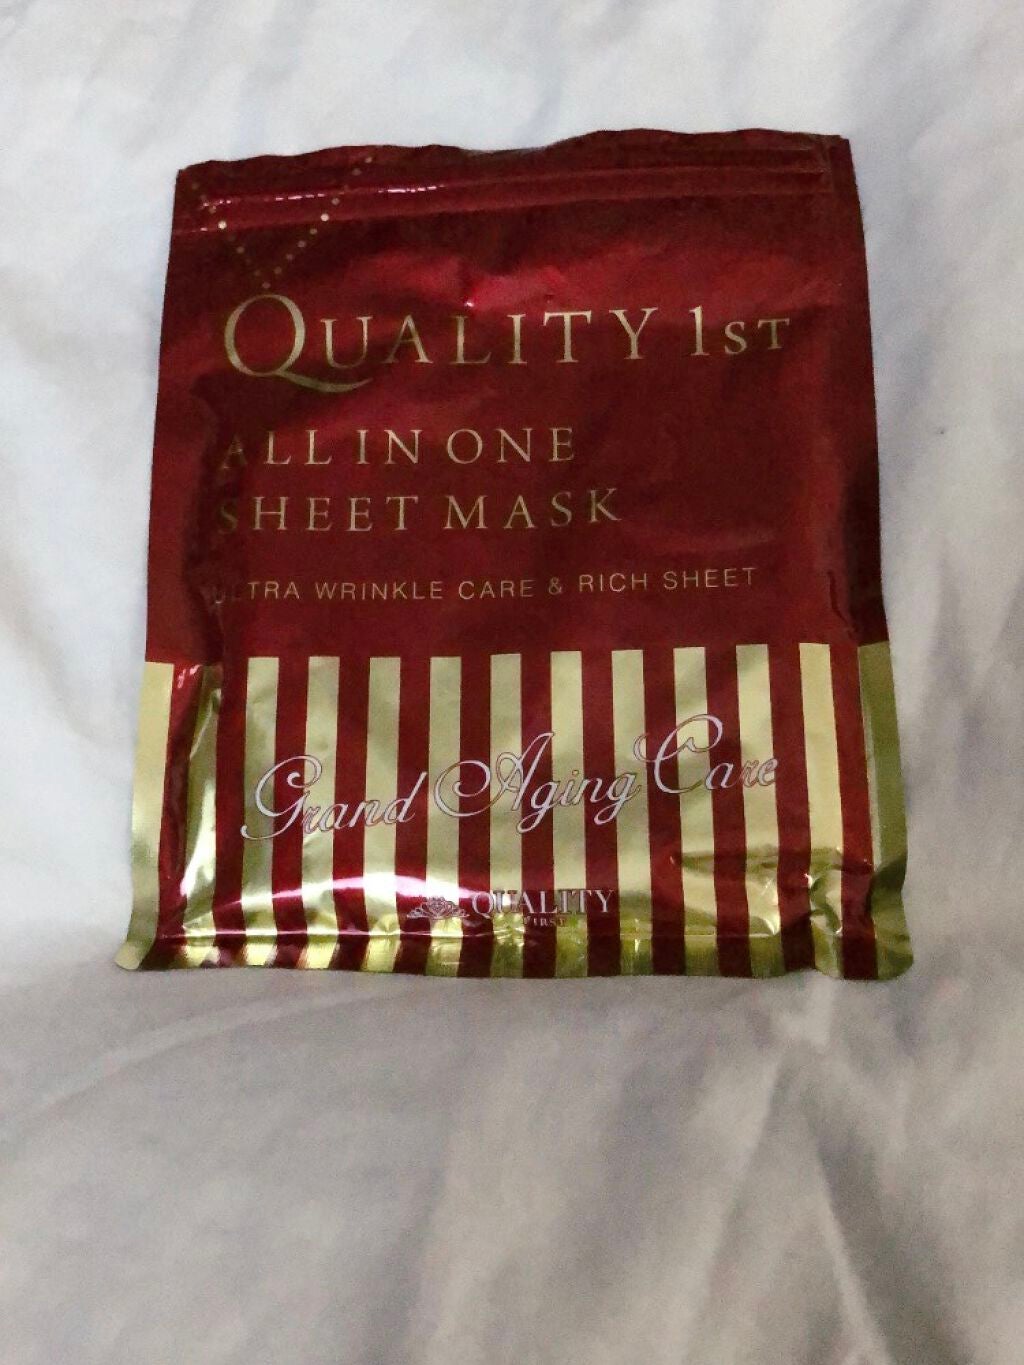 QUALITY 1ST
ALL IN ONE
SHEET MASK
ULTRA WRINKLE CARE & RICH SHEET
Grand Aging Care
QUALITY
FIRST